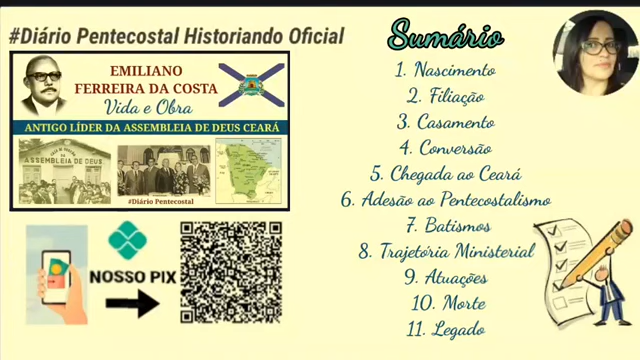 #Diário Pentecostal Historiando Oficial
EMILIANO
FERREIRA DA COSTA
Vida e Obra
ANTIGO LÍDER DA ASSEMBLEIA DE DEUS CEARÁ
ASSEMBLEIA DE DEUS
#Diário Pentecostal
NOSSO PIX
Sumário
1. Nascimento
2. Filiação
3. Casamento
4. Conversão
5. Chegada ao Ceará
6. Adesão ao Pentecostalismo
7. Batismos
8. Trajetória Ministerial
9. Atuações
10. Morte
11. Legado